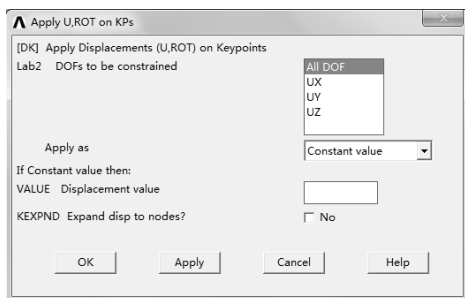 Apply U,ROT on KPs
[DK] Apply Displacements (U,ROT) on Keypoints
Lab2 DOFs to be constrained
All DOF
UX
UY
UZ
Apply as
Constant value
If Constant value then:
VALUE Displacement value
KEXPND Expand disp to nodes?
No
OK Apply Cancel Help